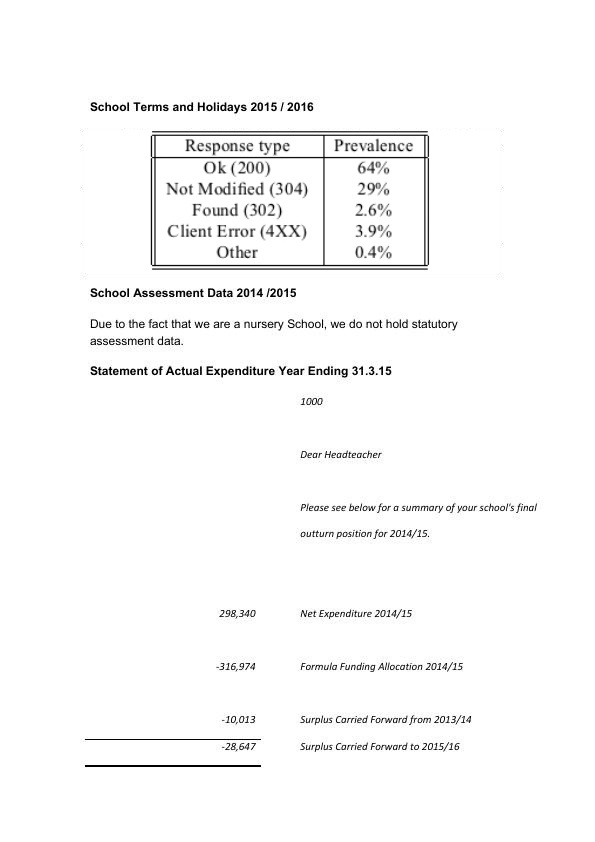 School Terms and Holidays 2015 / 2016
Response type Prevalence
Ok (200) 64%
Not Modified (304) 29%
Found (302) 2.6%
Client Error (4XX) 3.9%
Other 0.4%
School Assessment Data 2014 /2015
Due to the fact that we are a nursery School, we do not hold statutory
assessment data.
Statement of Actual Expenditure Year Ending 31.3.15
1000
Dear Headteacher
Please see below for a summary of your school's final
outturn position for 2014/15.
298,340 Net Expenditure 2014/15
-316,974 Formula Funding Allocation 2014/15
-10,013 Surplus Carried Forward from 2013/14
-28,647 Surplus Carried Forward to 2015/16